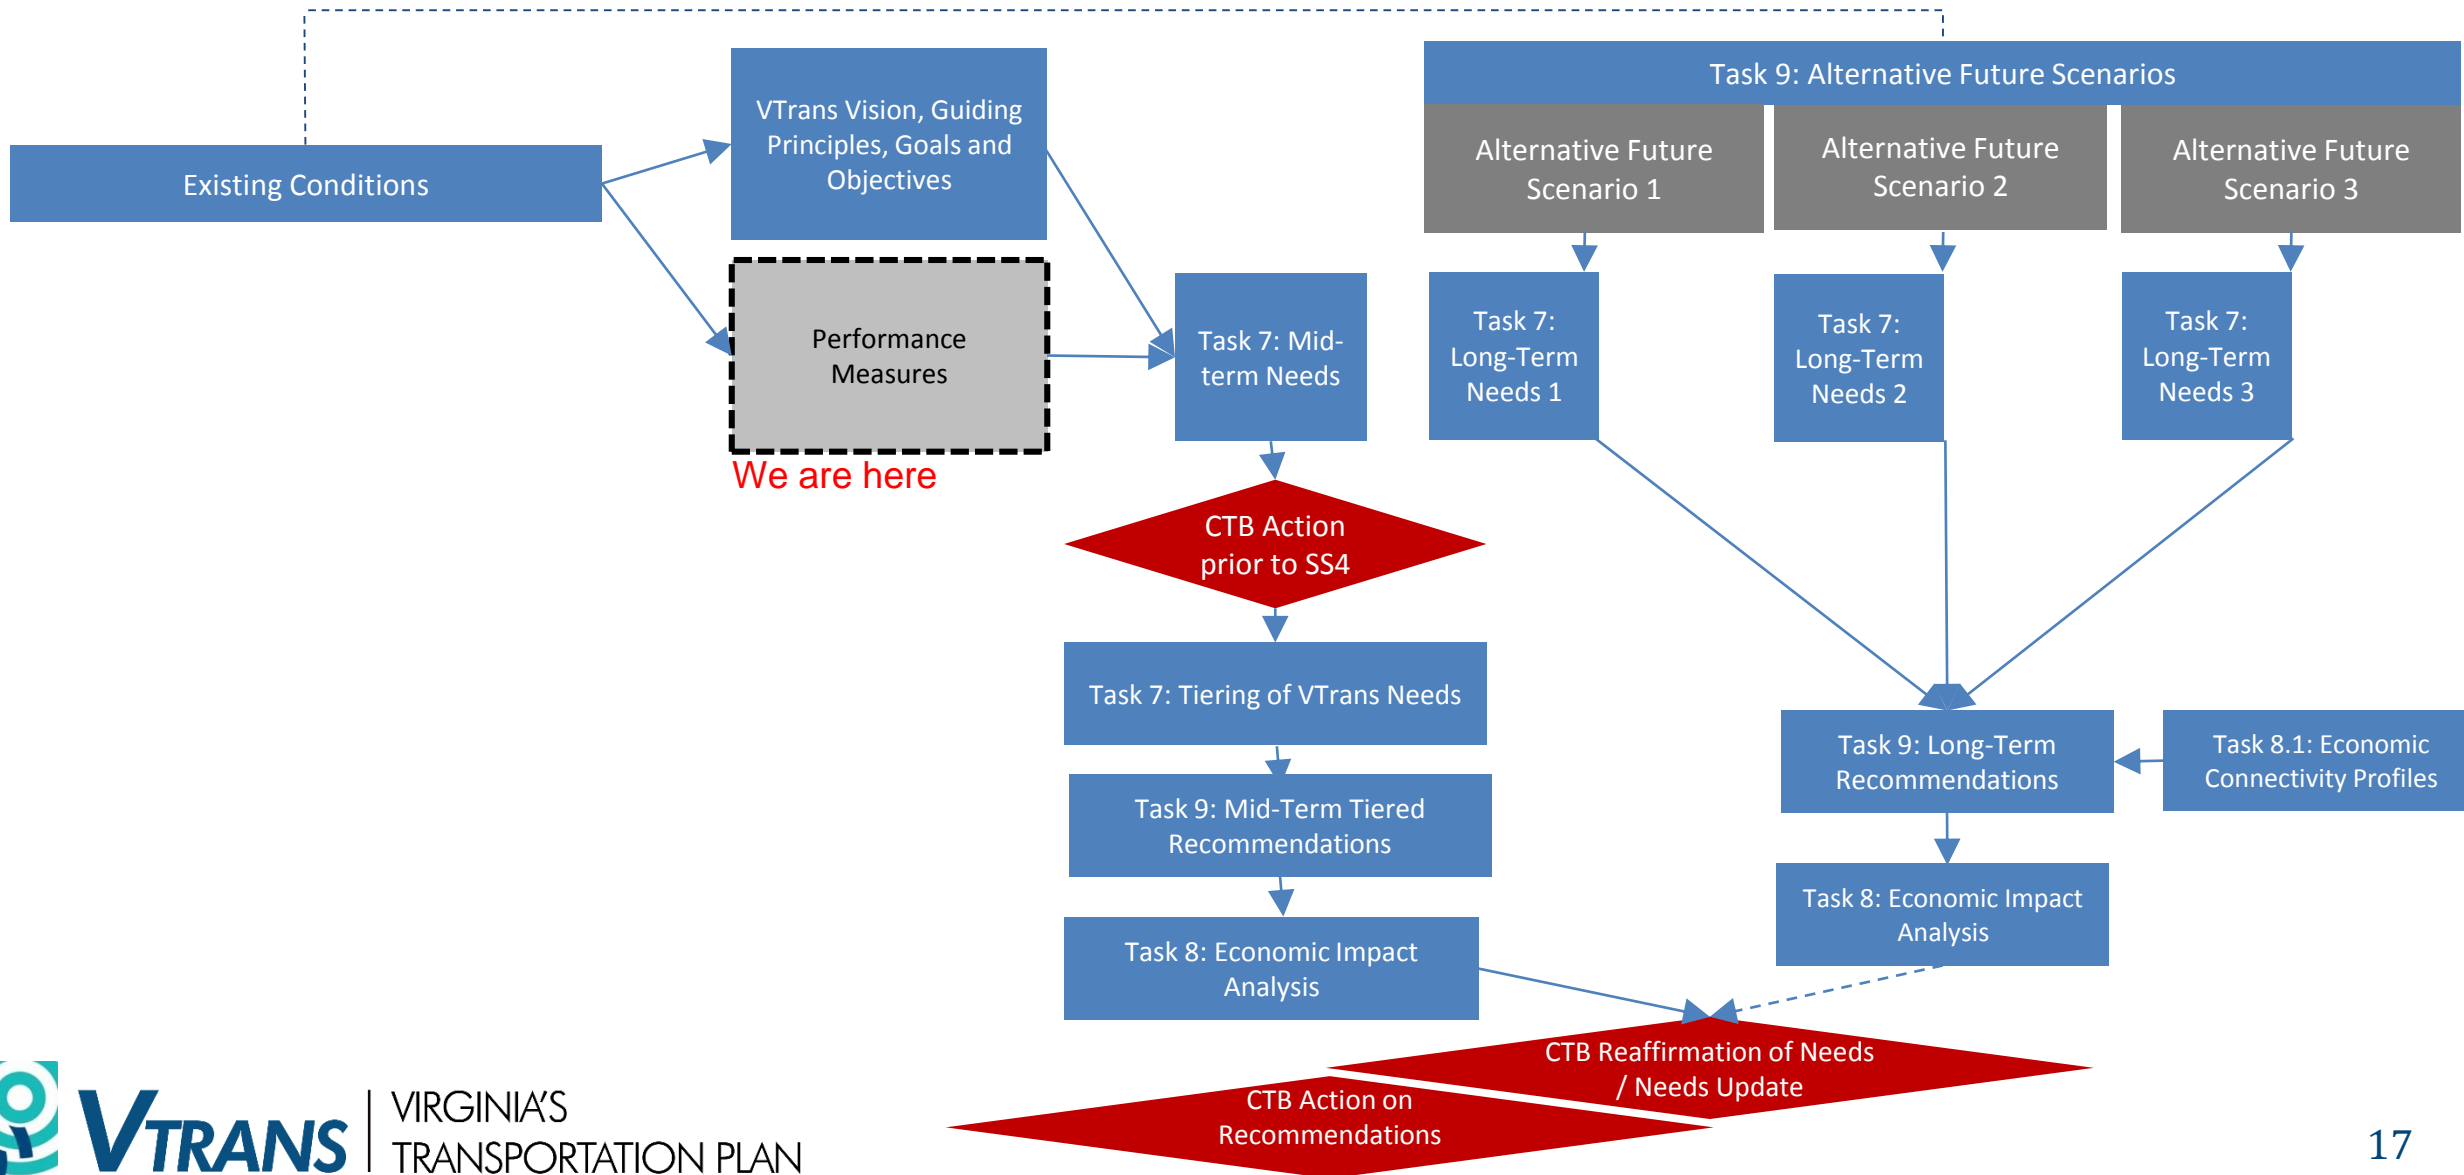 Task 9: Alternative Future Scenarios
VTrans Vision, Guiding
Principles, Goals and
Objectives
Existing Conditions
Alternative Future
Scenario 1
Alternative Future
Scenario 2
Alternative Future
Scenario 3
Performance
Measures
We are here
Task 7: Mid-
term Needs
Task 7:
Long-Term
Needs 1
Task 7:
Long-Term
Needs 2
Task 7:
Long-Term
Needs 3
CTB Action
prior to SS4
Task 7: Tiering of VTrans Needs
Task 9: Mid-Term Tiered
Recommendations
Task 8: Economic Impact
Analysis
Task 9: Long-Term
Recommendations
Task 8.1: Economic
Connectivity Profiles
Task 8: Economic Impact
Analysis
CTB Reaffirmation of Needs
/ Needs Update
CTB Action on
Recommendations
VTRANS
VIRGINIA'S
TRANSPORTATION PLAN
17